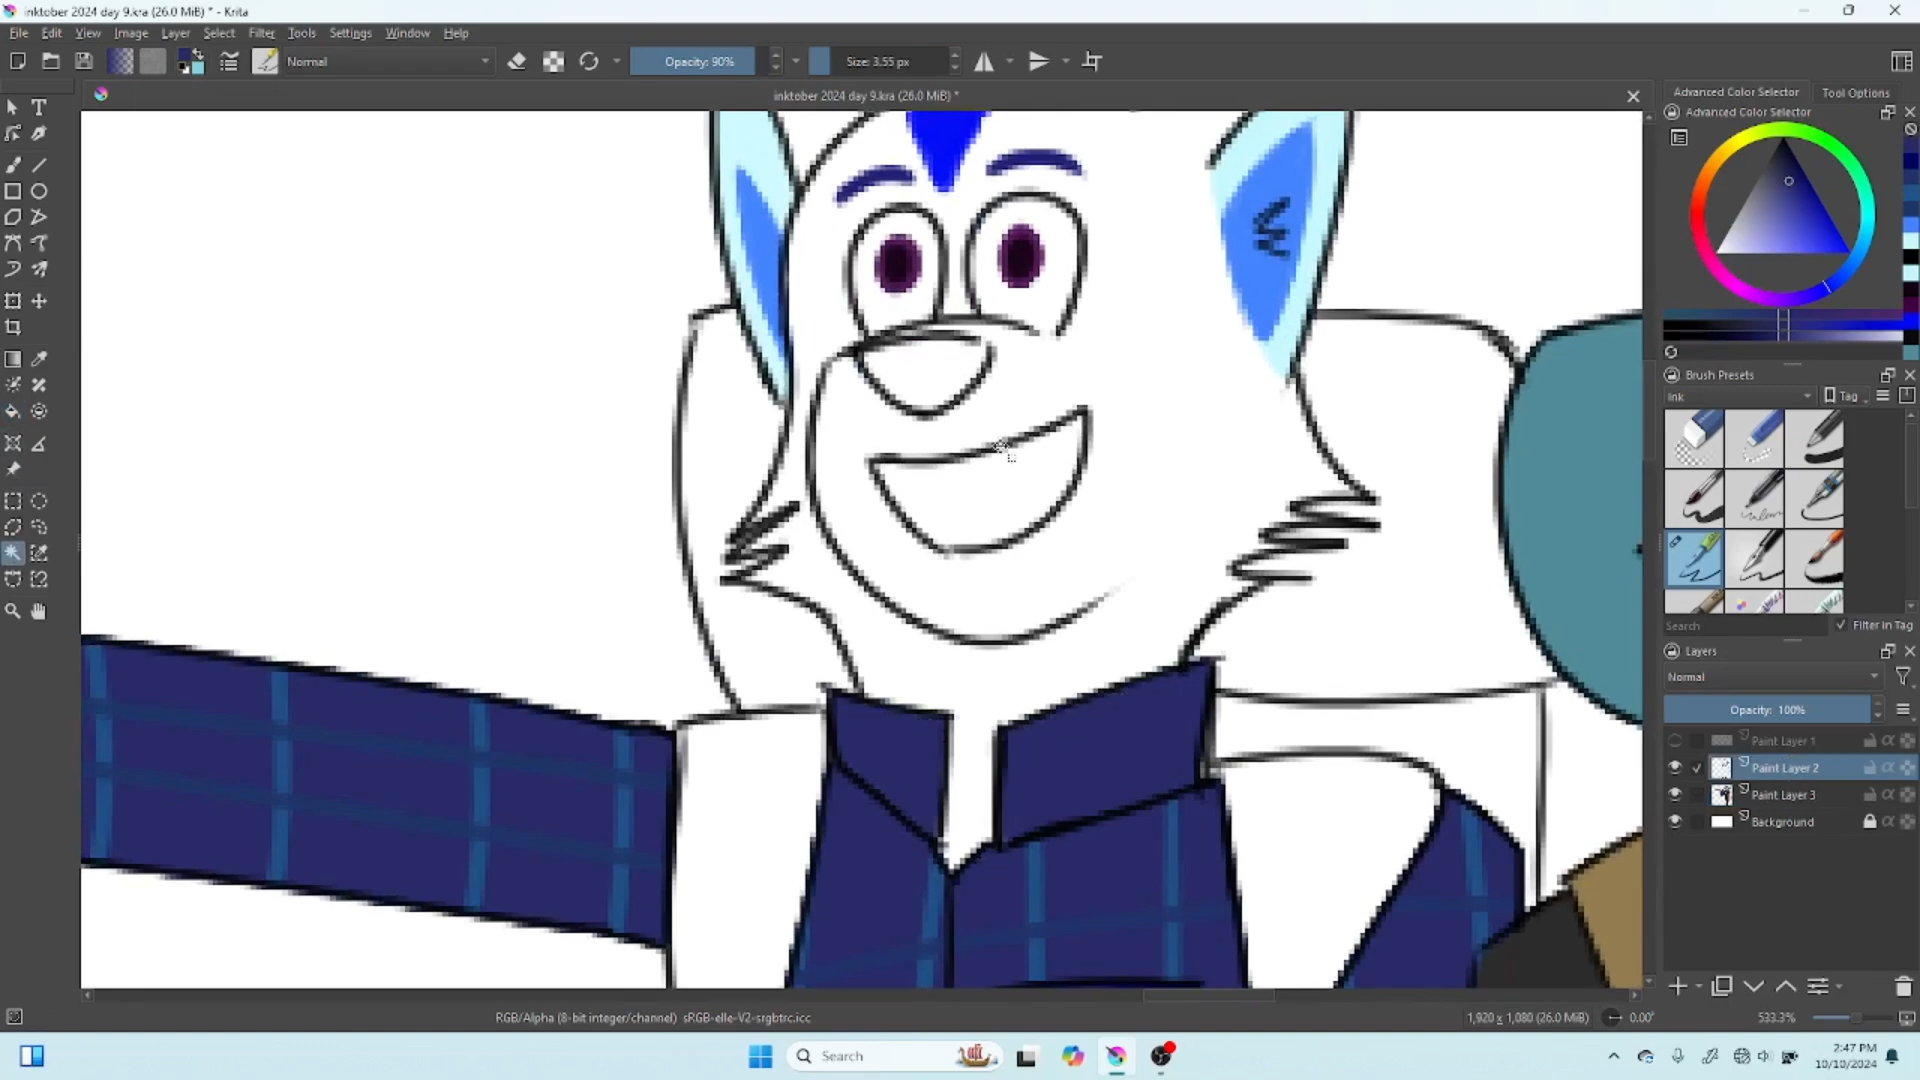 inktober 2024 day 9.kra (26.0 MiB) * - Krita
File Edit View Image Layer Select Filter Tools Settings Window Help
Normal Opacity: 90% Size: 3.55 px
inktober 2024 day 9.kra (26.0 MiB) *
Advanced Color Selector Tool Options
Advanced Color Selector
Brush Presets
Ink Tag
Search Filter in Tag
Layers
Normal
Opacity: 100%
Paint Layer 1
Paint Layer 2
Paint Layer 3
Background
RGB/Alpha (8-bit integer/channel) sRGB-elle-V2-srgbtrc.icc 1,920 x 1,080 (26.0 MiB) 0.00° 533.3%
Search
2:47 PM
10/10/2024